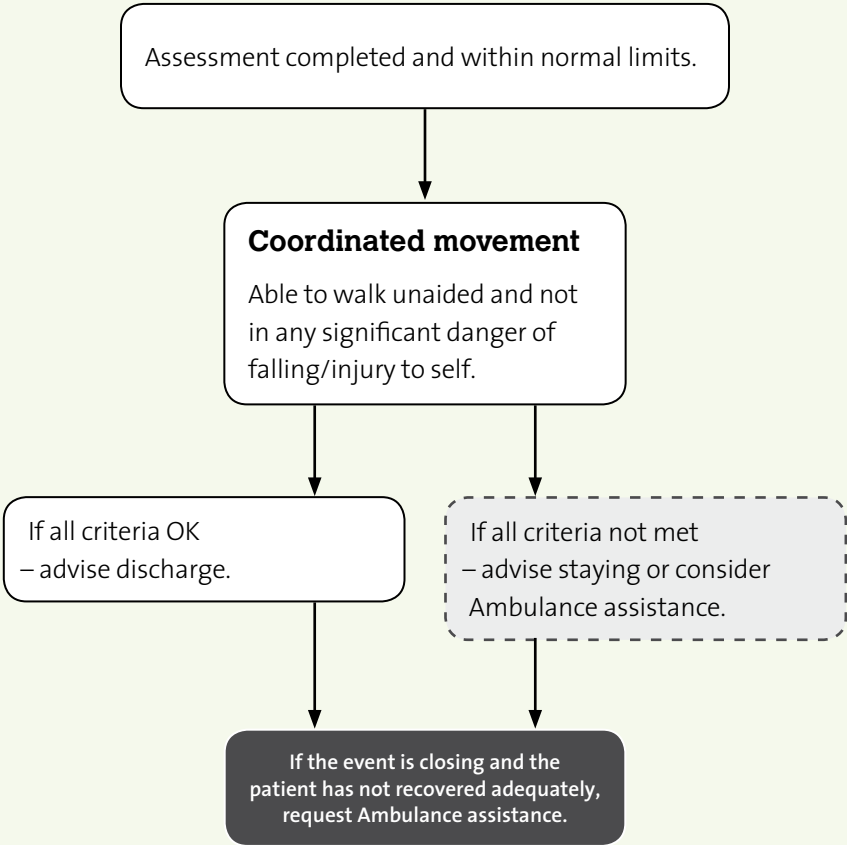 Assessment completed and within normal limits.
Coordinated movement
Able to walk unaided and not
in any significant danger of
falling/injury to self.
If all criteria OK
– advise discharge.
If all criteria not met
– advise staying or consider
Ambulance assistance.
If the event is closing and the
patient has not recovered adequately,
request Ambulance assistance.